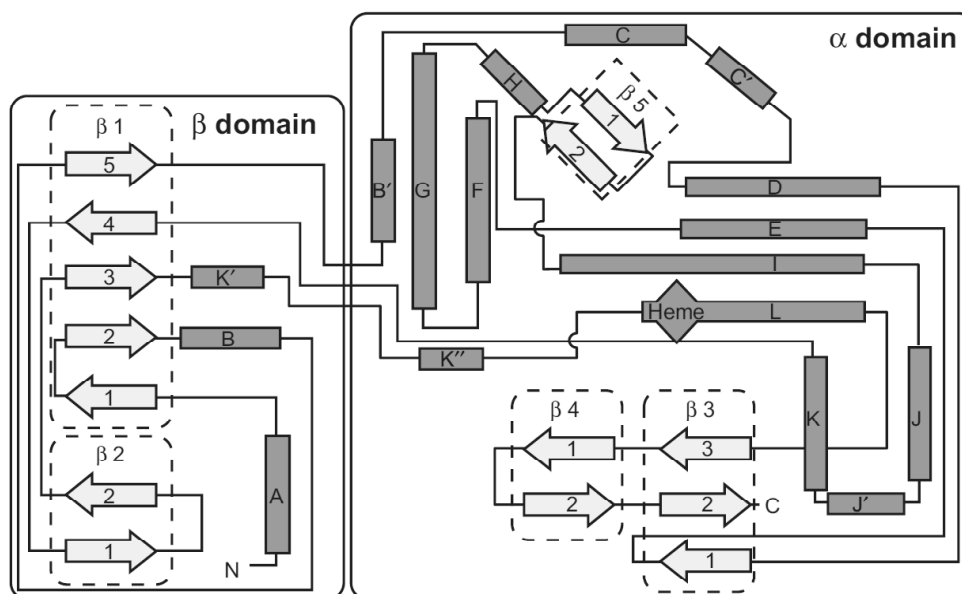 α domain
β domain
β 1
5
4
3
2
1
K′
B
β 2
2
1
A
N
B′
G
F
H
β 5
1
2
C
C′
D
E
I
Heme
L
K″
K
J
J′
β 4
1
2
β 3
3
2
1
C